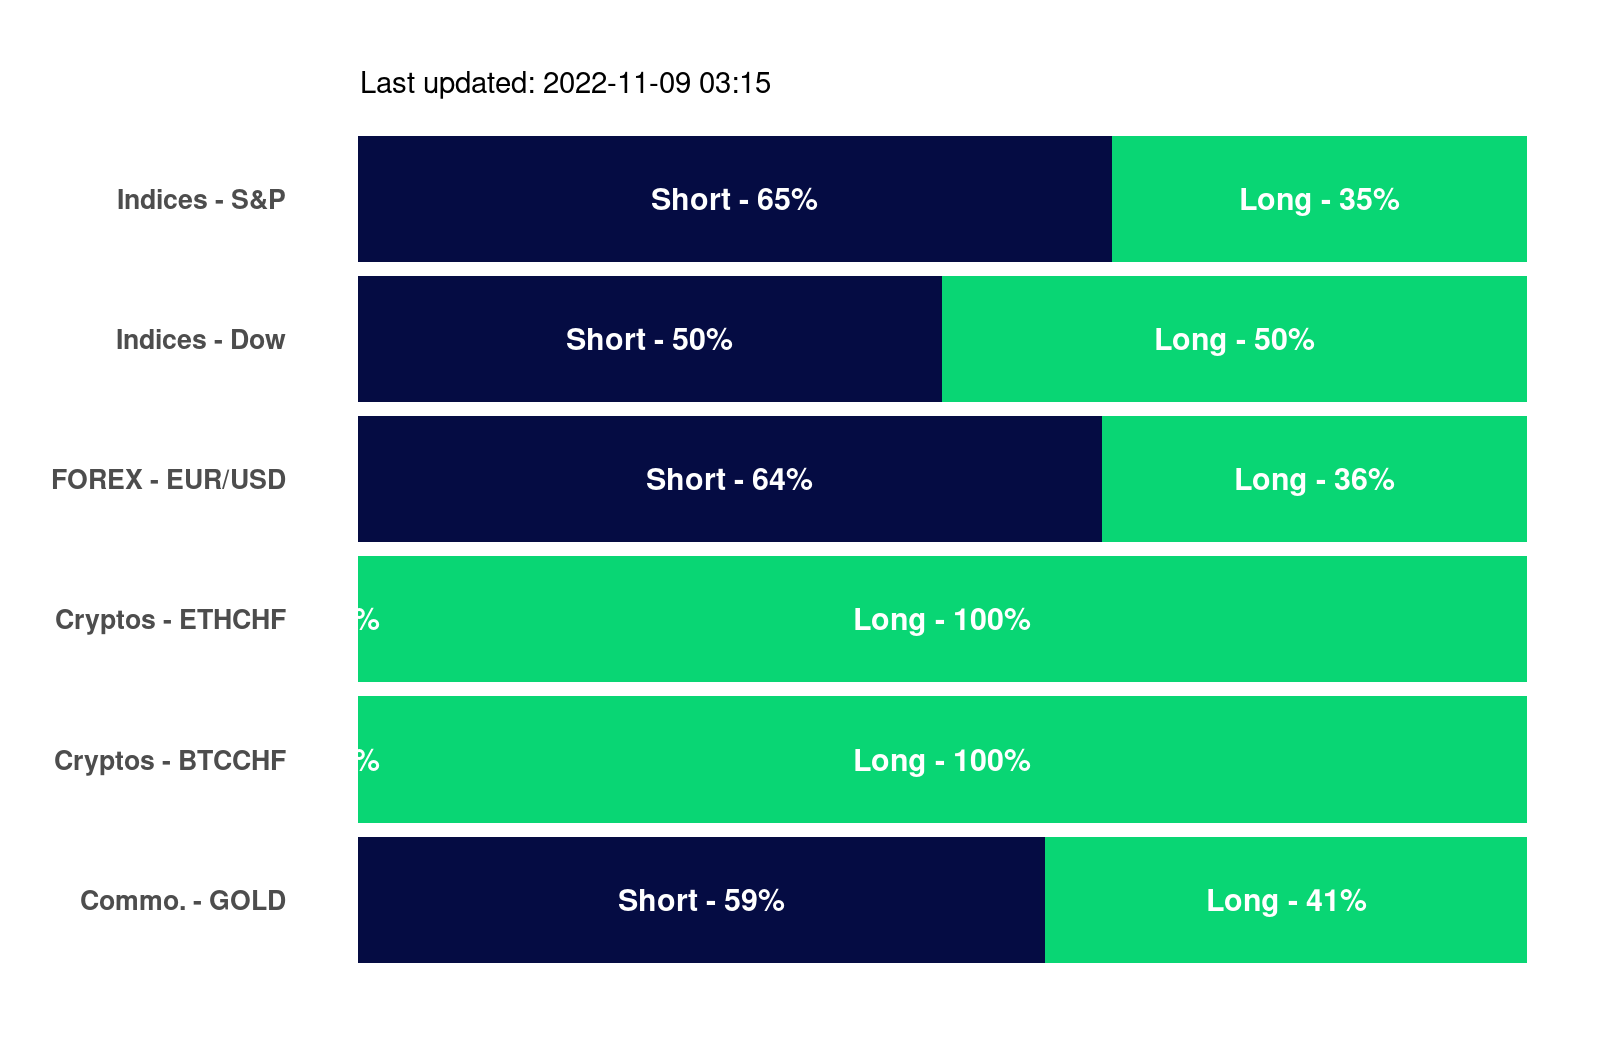 Last updated: 2022-11-09 03:15
Indices - S&P Short - 65% Long - 35%
Indices - Dow Short - 50% Long - 50%
FOREX - EUR/USD Short - 64% Long - 36%
Cryptos - ETHCHF % Long - 100%
Cryptos - BTCCHF % Long - 100%
Commo. - GOLD Short - 59% Long - 41%